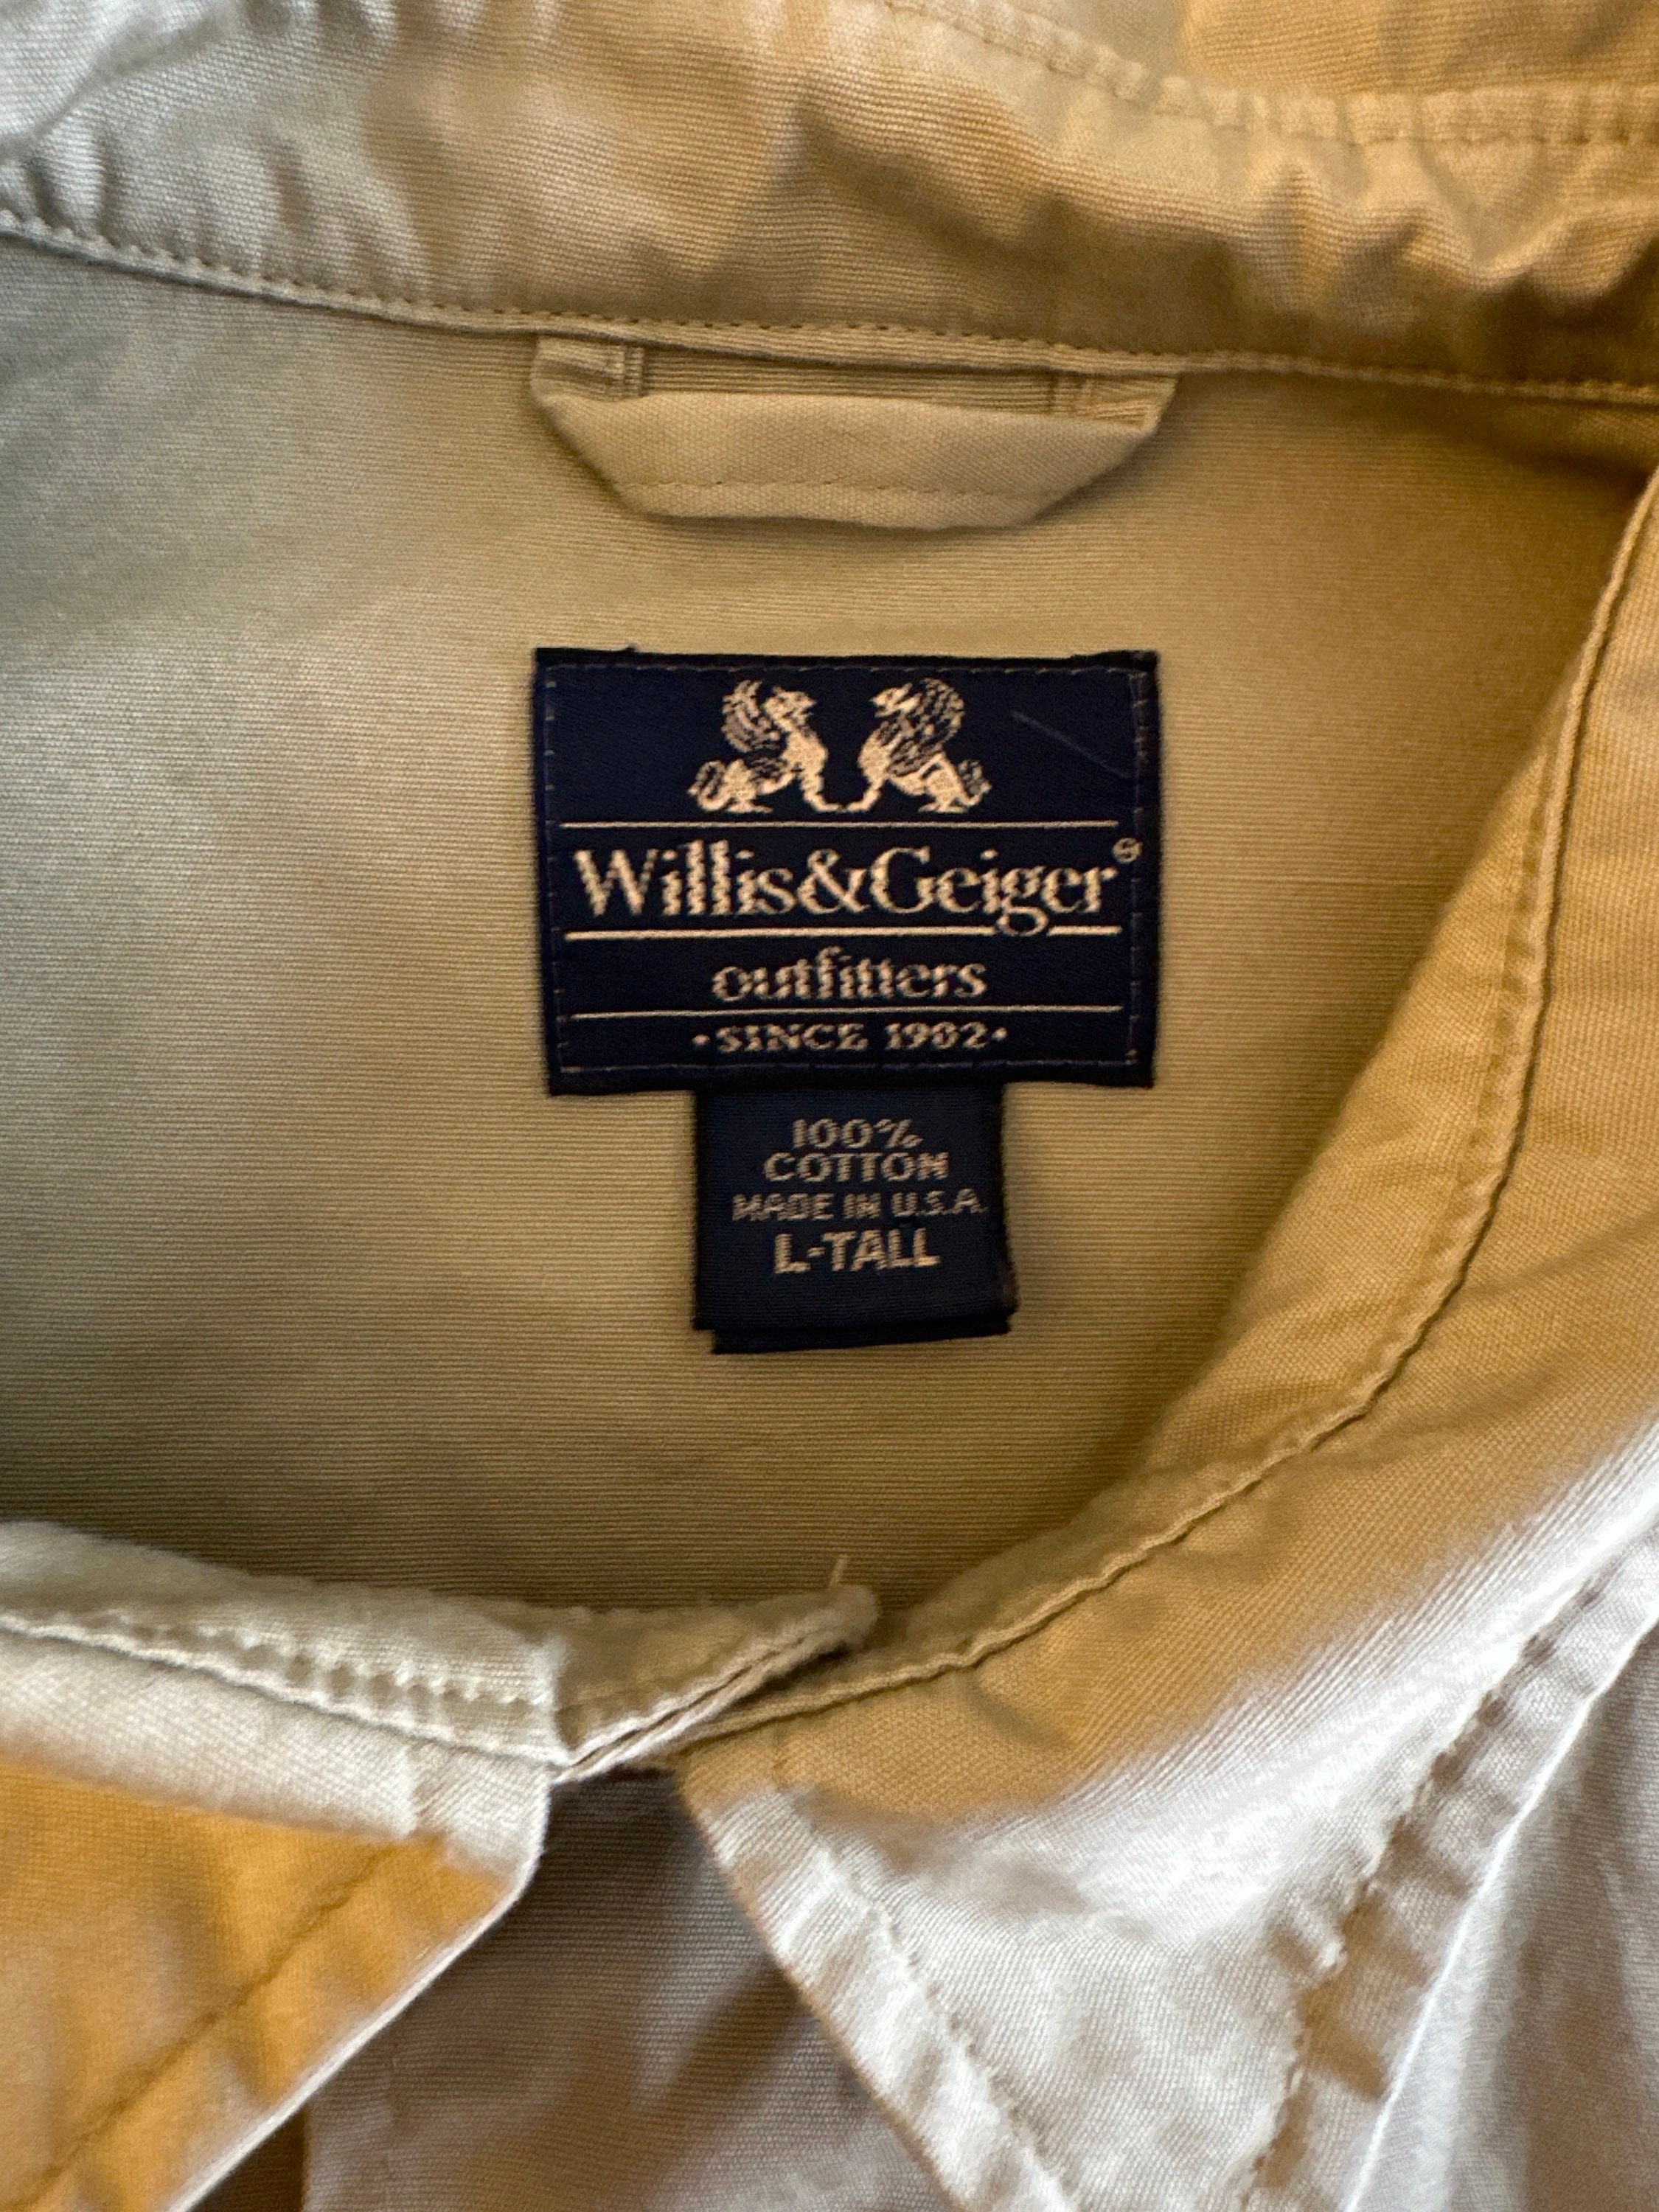 Willis&Geiger®
outfitters
·SINCE 1902·
100%
COTTON
MADE IN U.S.A.
L-TALL